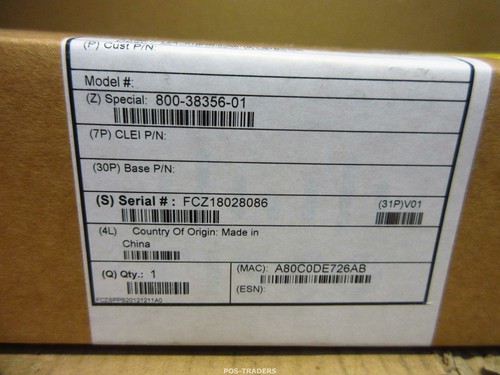 (P) Cust P/N:
Model #:
(Z) Special: 800-38356-01
(7P) CLEI P/N:
(30P) Base P/N:
(S) Serial # : FCZ18028086
(31P)V01
(4L) Country Of Origin: Made in
China
(Q) Qty.: 1
(MAC): A80C0DE726AB
(ESN):
POS-TRADERS